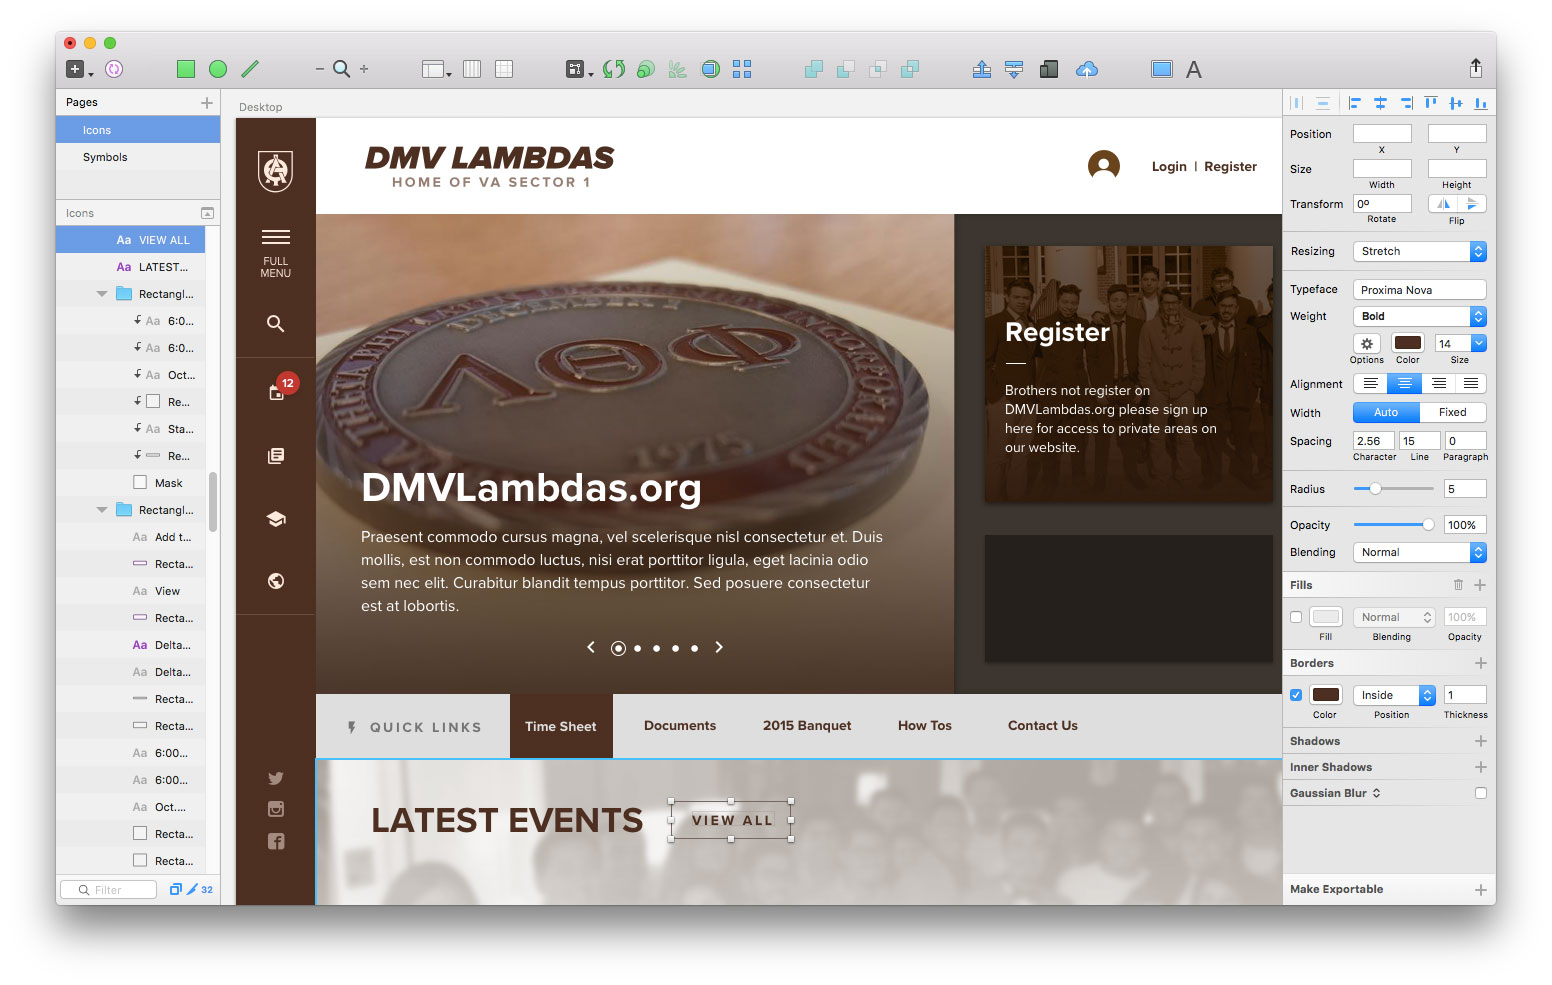 Pages
Icons
Symbols
Icons
Aa VIEW ALL
Aa LATEST...
Rectangl...
Aa 6:0...
Aa 6:0...
Aa Oct...
Re...
Aa Sta...
Re...
Mask
Rectangl...
Aa Add t...
Recta...
Aa View
Recta...
Aa Delta...
Aa Delta...
Recta...
Recta...
Aa 6:00...
Aa 6:00...
Aa Oct....
Recta...
Recta...
Filter
32
Desktop
FULL
MENU
12
DMV LAMBDAS
HOME OF VA SECTOR 1
Login | Register
ΛΘΦ
1975
DMVLambdas.org
Praesent commodo cursus magna, vel scelerisque nisl consectetur et. Duis
mollis, est non commodo luctus, nisi erat porttitor ligula, eget lacinia odio
sem nec elit. Curabitur blandit tempus porttitor. Sed posuere consectetur
est at lobortis.
Register
Brothers not register on
DMVLambdas.org please sign up
here for access to private areas on
our website.
QUICK LINKS
Time Sheet
Documents
2015 Banquet
How Tos
Contact Us
LATEST EVENTS
VIEW ALL
A
Position
X
Y
Size
Width
Height
Transform
0º
Rotate
Flip
Resizing
Stretch
Typeface
Proxima Nova
Weight
Bold
14
Options
Color
Size
Alignment
Width
Auto
Fixed
Spacing
2.56
15
0
Character
Line
Paragraph
Radius
5
Opacity
100%
Blending
Normal
Fills
Normal
100%
Fill
Blending
Opacity
Borders
Inside
1
Color
Position
Thickness
Shadows
Inner Shadows
Gaussian Blur
Make Exportable